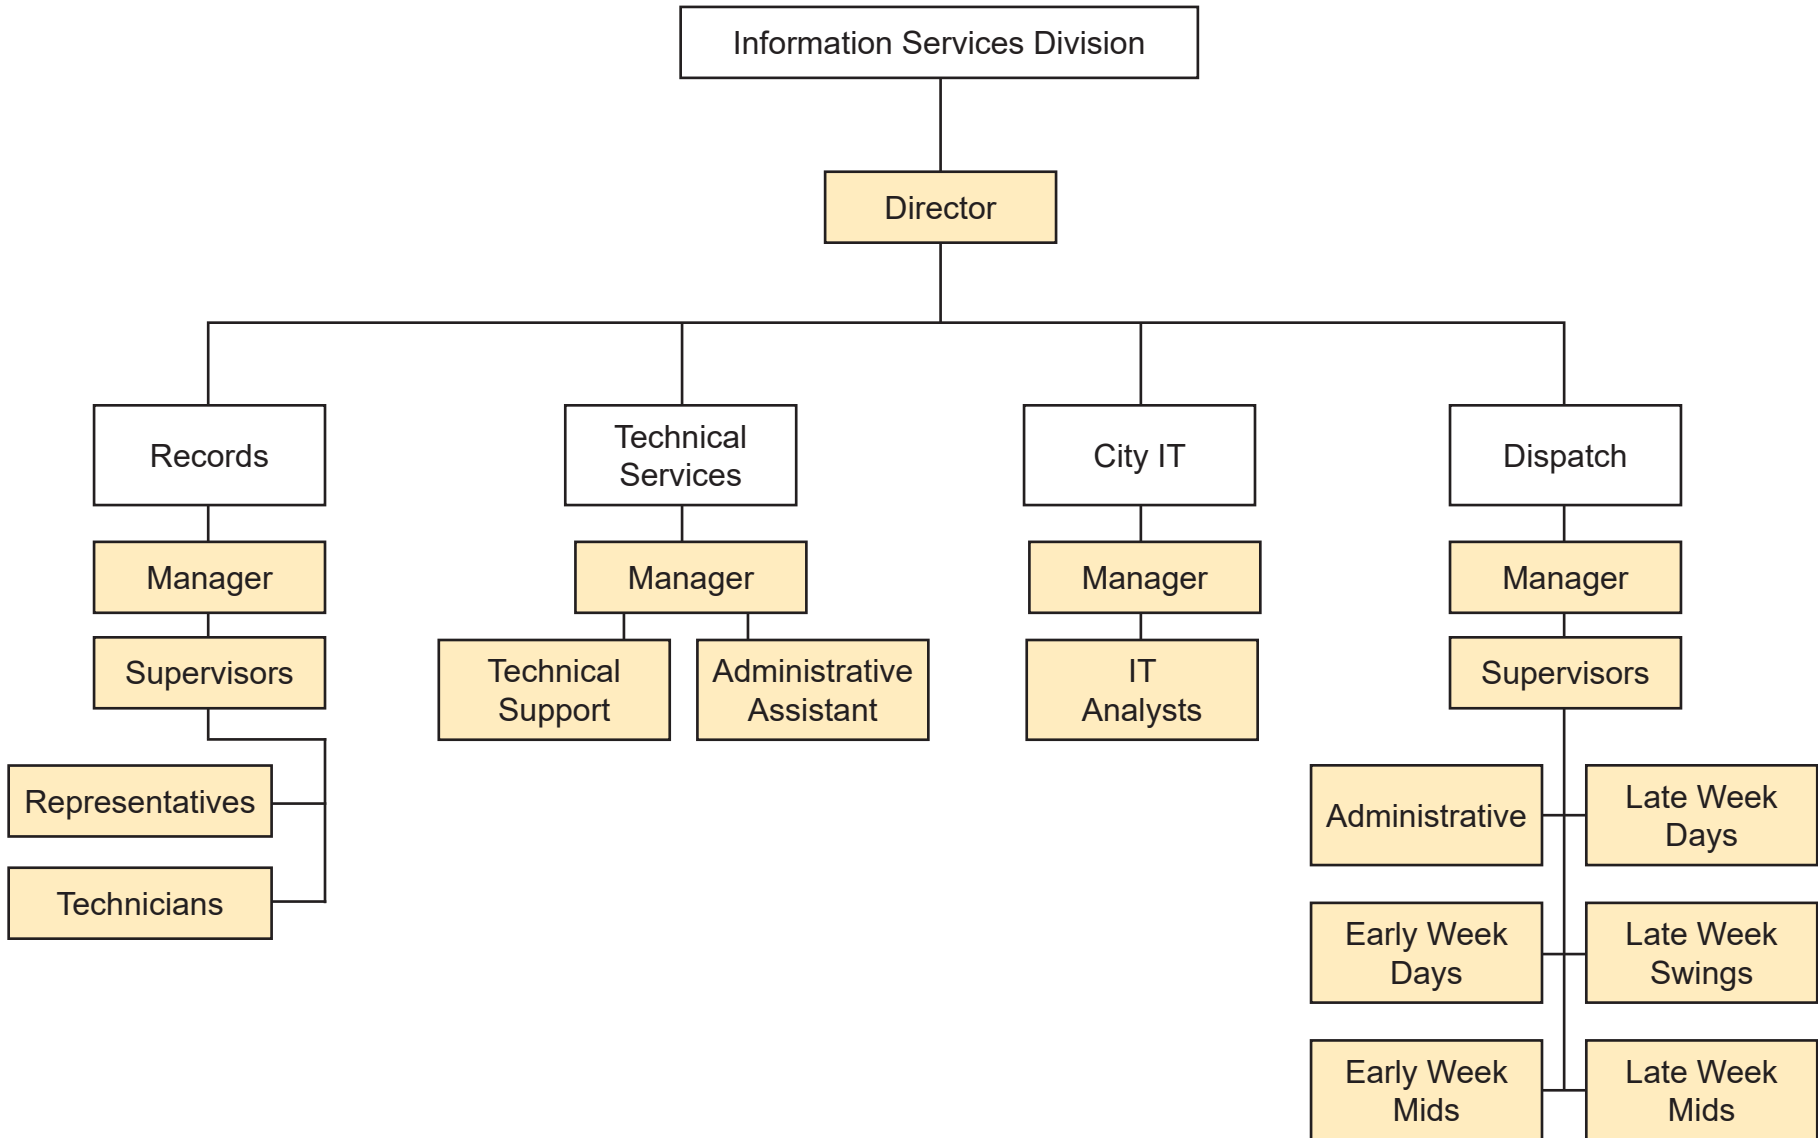 Information Services Division
Director
Records
Technical
Services
City IT
Dispatch
Manager
Manager
Manager
Manager
Supervisors
Technical
Support
Administrative
Assistant
IT
Analysts
Supervisors
Representatives
Technicians
Administrative
Late Week
Days
Early Week
Days
Late Week
Swings
Early Week
Mids
Late Week
Mids